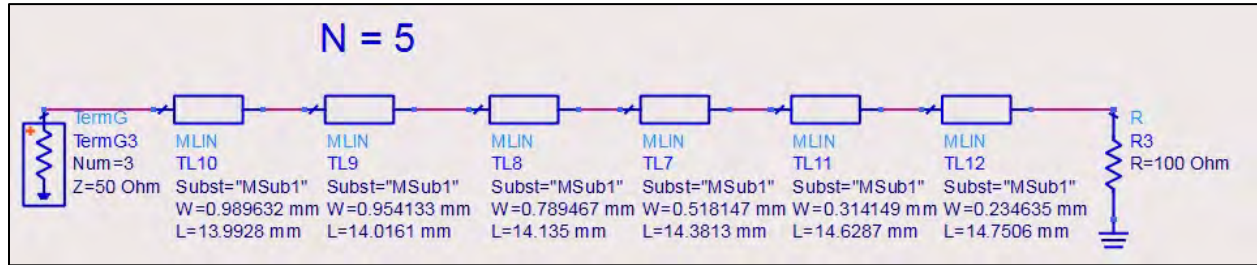 N = 5
TermG
TermG3
Num=3
Z=50 Ohm
MLIN
TL10
Subst="MSub1"
W=0.989632 mm
L=13.9928 mm
MLIN
TL9
Subst="MSub1"
W=0.954133 mm
L=14.0161 mm
MLIN
TL8
Subst="MSub1"
W=0.789467 mm
L=14.135 mm
MLIN
TL7
Subst="MSub1"
W=0.518147 mm
L=14.3813 mm
MLIN
TL11
Subst="MSub1"
W=0.314149 mm
L=14.6287 mm
MLIN
TL12
Subst="MSub1"
W=0.234635 mm
L=14.7506 mm
R
R3
R=100 Ohm